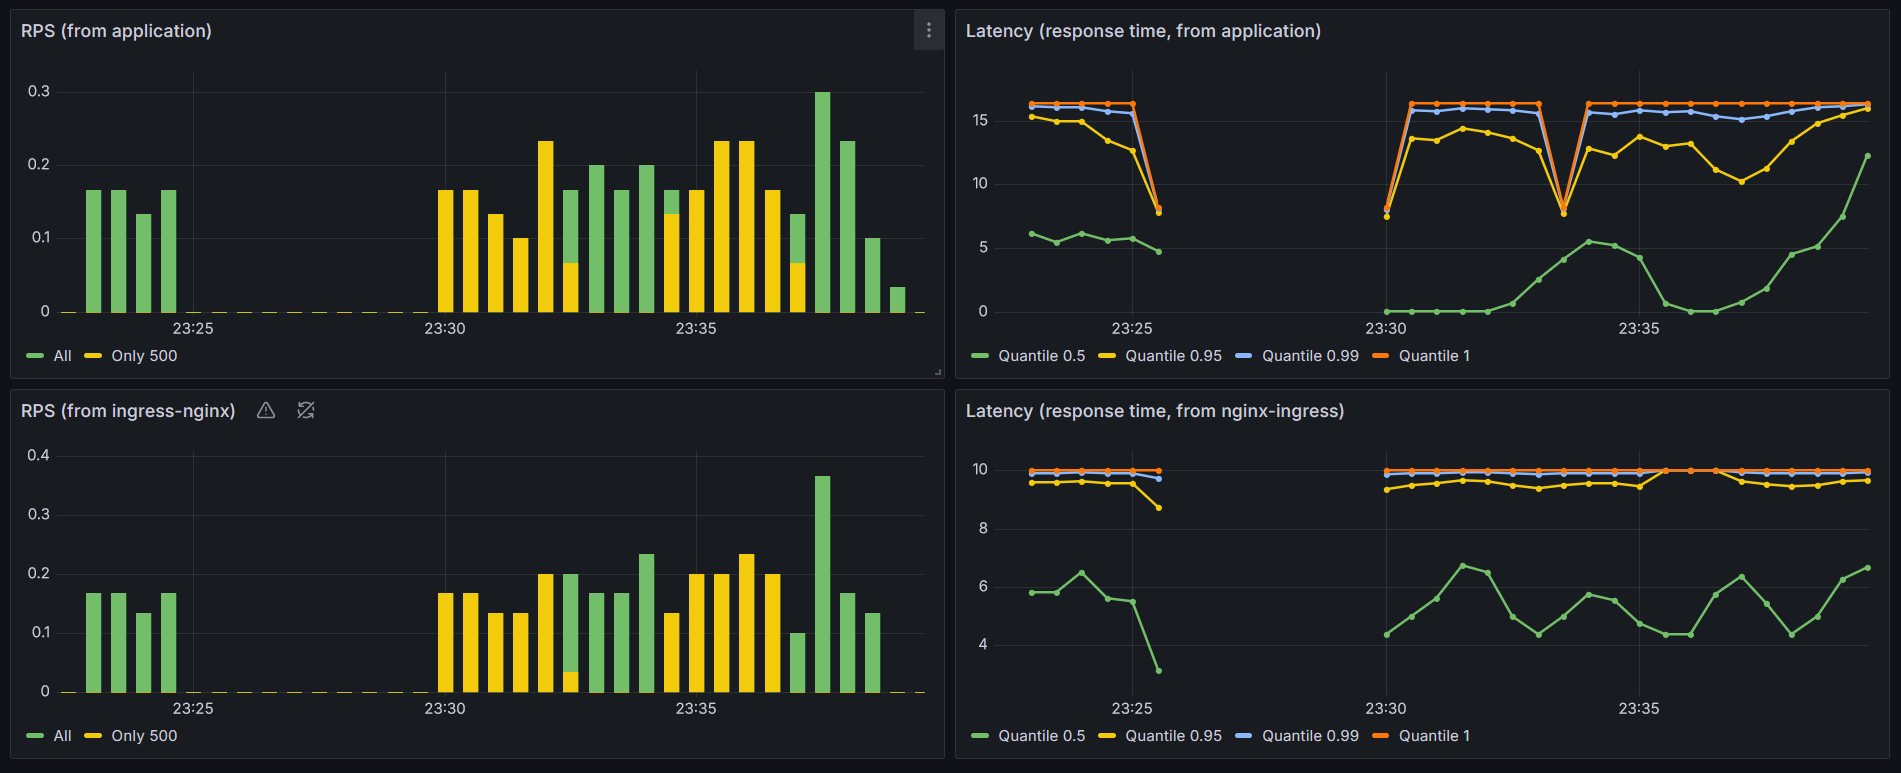 RPS (from application)
0.3
0.2
0.1
0
23:25 23:30 23:35
All Only 500
Latency (response time, from application)
15
10
5
0
23:25 23:30 23:35
Quantile 0.5 Quantile 0.95 Quantile 0.99 Quantile 1
RPS (from ingress-nginx)
0.4
0.3
0.2
0.1
0
23:25 23:30 23:35
All Only 500
Latency (response time, from nginx-ingress)
10
8
6
4
23:25 23:30 23:35
Quantile 0.5 Quantile 0.95 Quantile 0.99 Quantile 1